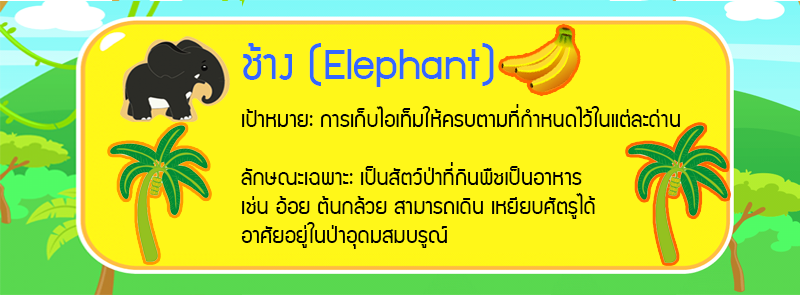 ช้าง (Elephant)
เป้าหมาย: การเก็บไอเท็มให้ครบตามที่กำหนดไว้ในแต่ละด่าน
ลักษณะเฉพาะ: เป็นสัตว์ป่าที่กินพืชเป็นอาหาร
เช่น อ้อย ต้นกล้วย สามารถเดิน เหยียบศัตรูได้
อาศัยอยู่ในป่าอุดมสมบรูณ์